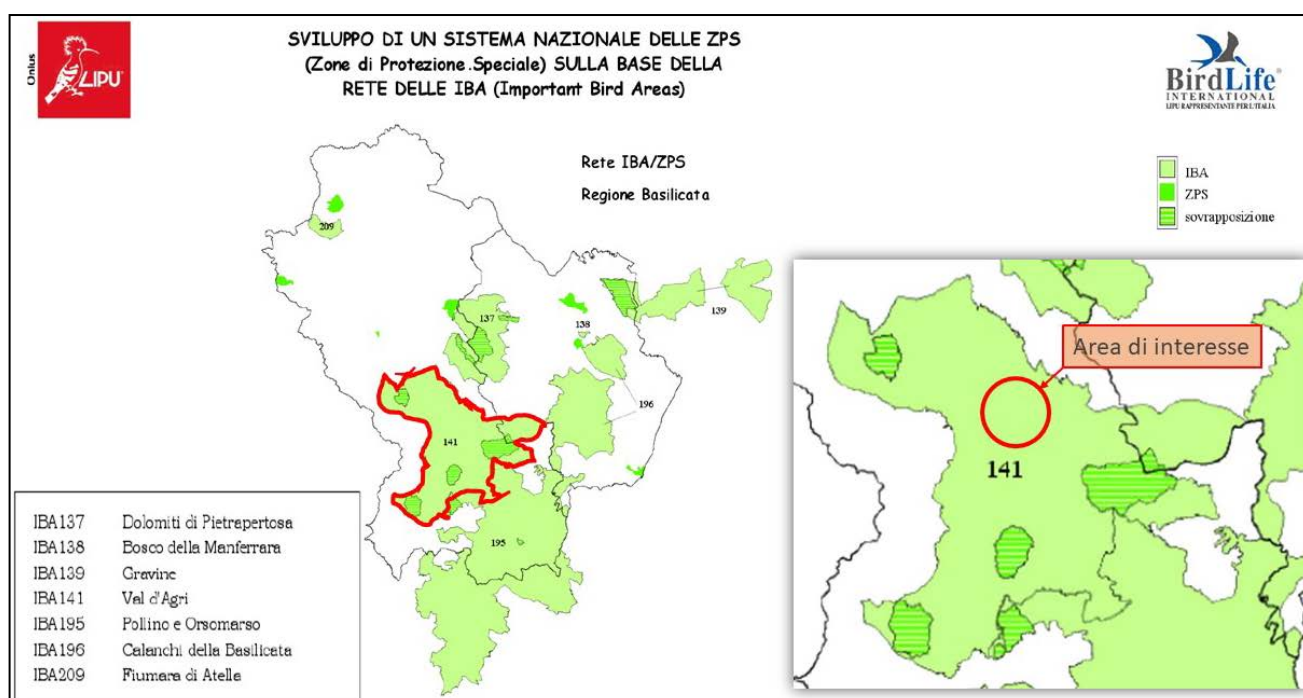 Onlus
LIPU
SVILUPPO DI UN SISTEMA NAZIONALE DELLE ZPS
(Zone di Protezione.Speciale) SULLA BASE DELLA
RETE DELLE IBA (Important Bird Areas)
BirdLife
INTERNATIONAL
LIPU RAPPRESENTANTE PER L'ITALIA
Rete IBA/ZPS
Regione Basilicata
IBA
ZPS
sovrapposizione
209
137
138
139
196
141
195
Area di interesse
141
IBA137 Dolomiti di Pietrapertosa
IBA138 Bosco della Manferrara
IBA139 Gravine
IBA141 Val d'Agri
IBA195 Pollino e Orsomarso
IBA196 Calanchi della Basilicata
IBA209 Fiumara di Atella